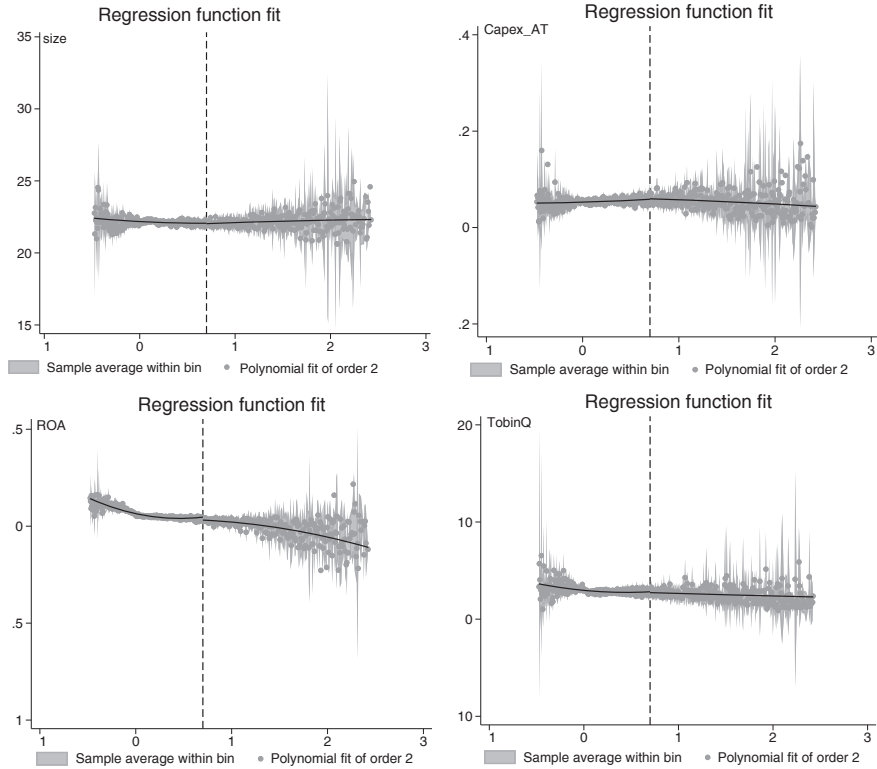 Regression function fit
size
35
30
25
20
15
1 0 1 2 3
Sample average within bin Polynomial fit of order 2
Regression function fit
Capex_AT
.4
.2
0
.2
1 0 1 2 3
Sample average within bin Polynomial fit of order 2
Regression function fit
ROA
.5
0
.5
1
1 0 1 2 3
Sample average within bin Polynomial fit of order 2
Regression function fit
TobinQ
20
10
0
10
1 0 1 2 3
Sample average within bin Polynomial fit of order 2